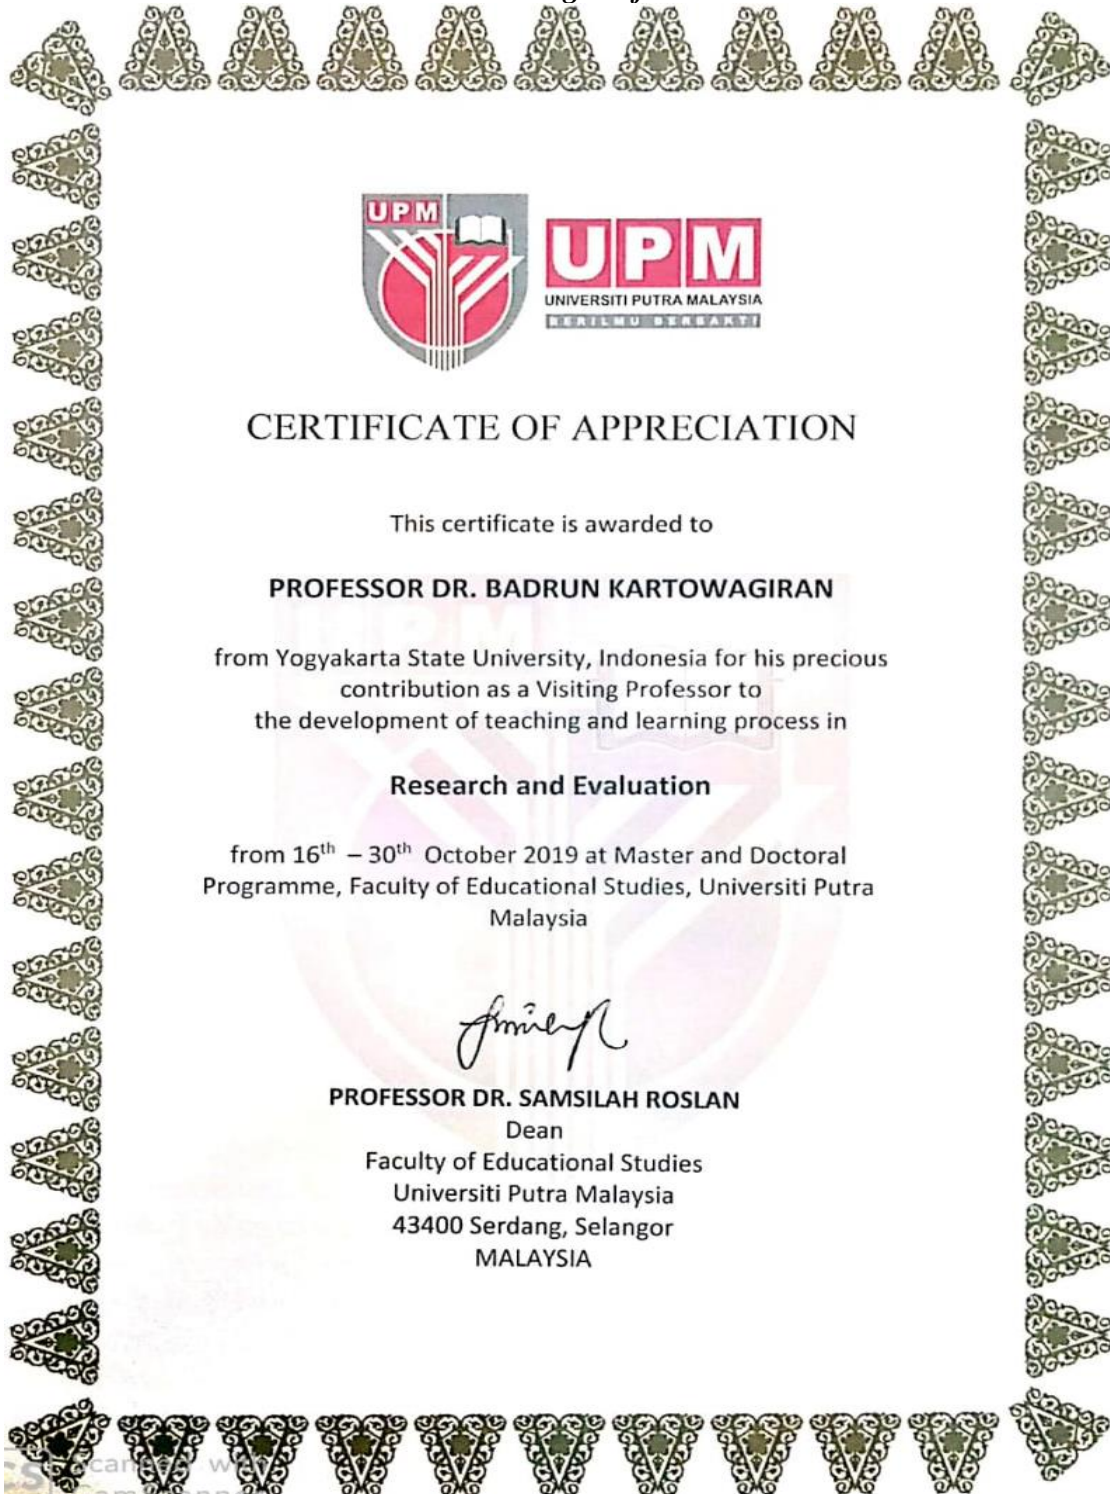 UPM
UPM
UNIVERSITI PUTRA MALAYSIA
BERILMU BERBAKTI
CERTIFICATE OF APPRECIATION
This certificate is awarded to
PROFESSOR DR. BADRUN KARTOWAGIRAN
from Yogyakarta State University, Indonesia for his precious
contribution as a Visiting Professor to
the development of teaching and learning process in
Research and Evaluation
from 16th – 30th October 2019 at Master and Doctoral
Programme, Faculty of Educational Studies, Universiti Putra
Malaysia
PROFESSOR DR. SAMSILAH ROSLAN
Dean
Faculty of Educational Studies
Universiti Putra Malaysia
43400 Serdang, Selangor
MALAYSIA
CS Scanned with